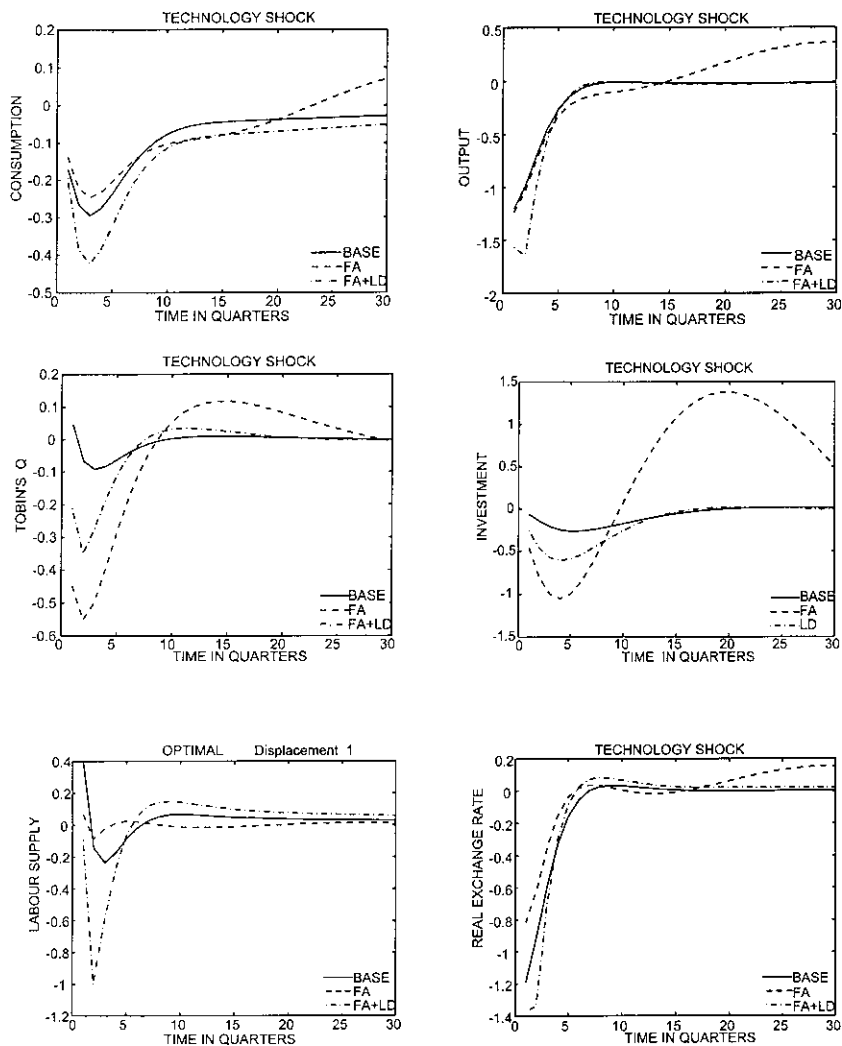 TECHNOLOGY SHOCK
0.2
0.1
0
-0.1
-0.2
-0.3
-0.4
-0.5
CONSUMPTION
BASE
FA
FA+LD
0 5 10 15 20 25 30
TIME IN QUARTERS
TECHNOLOGY SHOCK
0.5
-0.0
-0.5
-1
-1.5
-2
OUTPUT
BASE
FA
FA+LD
0 5 10 15 20 25 30
TIME IN QUARTERS
TECHNOLOGY SHOCK
0.2
0.1
0
-0.1
-0.2
-0.3
-0.4
-0.5
-0.6
TOBIN'S Q
BASE
FA
FA+LD
0 5 10 15 20 25 30
TIME IN QUARTERS
TECHNOLOGY SHOCK
1.5
1
0.5
0
-0.5
-1
-1.5
INVESTMENT
BASE
FA
LD
0 5 10 15 20 25 30
TIME IN QUARTERS
OPTIMAL Displacement 1
0.4
0.2
0
-0.2
-0.4
-0.6
-0.8
-1
-1.2
LABOUR SUPPLY
BASE
FA
FA+LD
0 5 10 15 20 25 30
TIME IN QUARTERS
TECHNOLOGY SHOCK
0.2
0
-0.2
-0.4
-0.6
-0.8
-1
-1.2
-1.4
REAL EXCHANGE RATE
BASE
FA
FA+LD
0 5 10 15 20 25 30
TIME IN QUARTERS